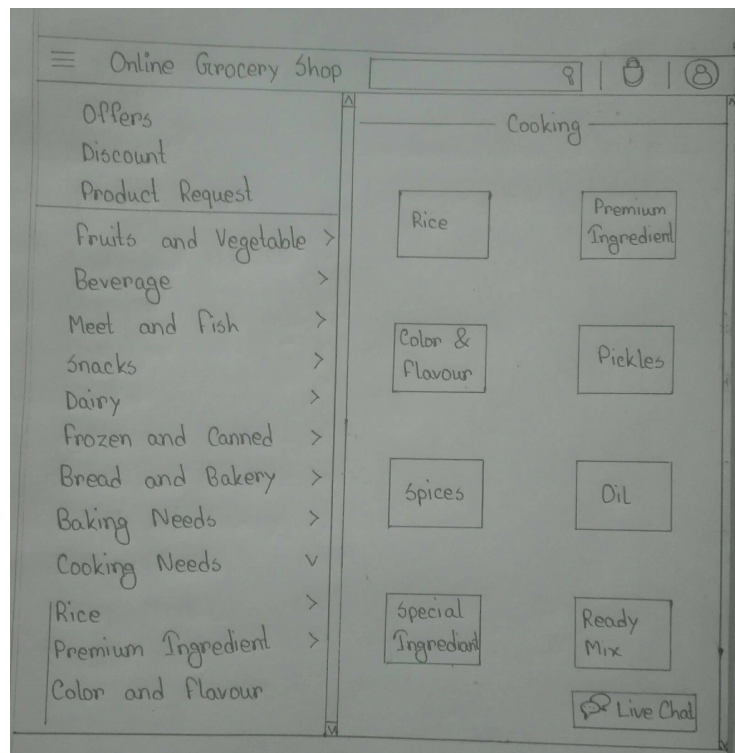 Online Grocery Shop
Offers
Discount
Product Request
Fruits and Vegetable >
Beverage >
Meet and Fish >
Snacks >
Dairy >
Frozen and Canned >
Bread and Bakery >
Baking Needs >
Cooking Needs v
Rice >
Premium Ingredient >
Color and Flavour
Cooking
Rice
Premium
Ingredient
Color &
Flavour
Pickles
Spices
Oil
Special
Ingrediant
Ready
Mix
Live Chat